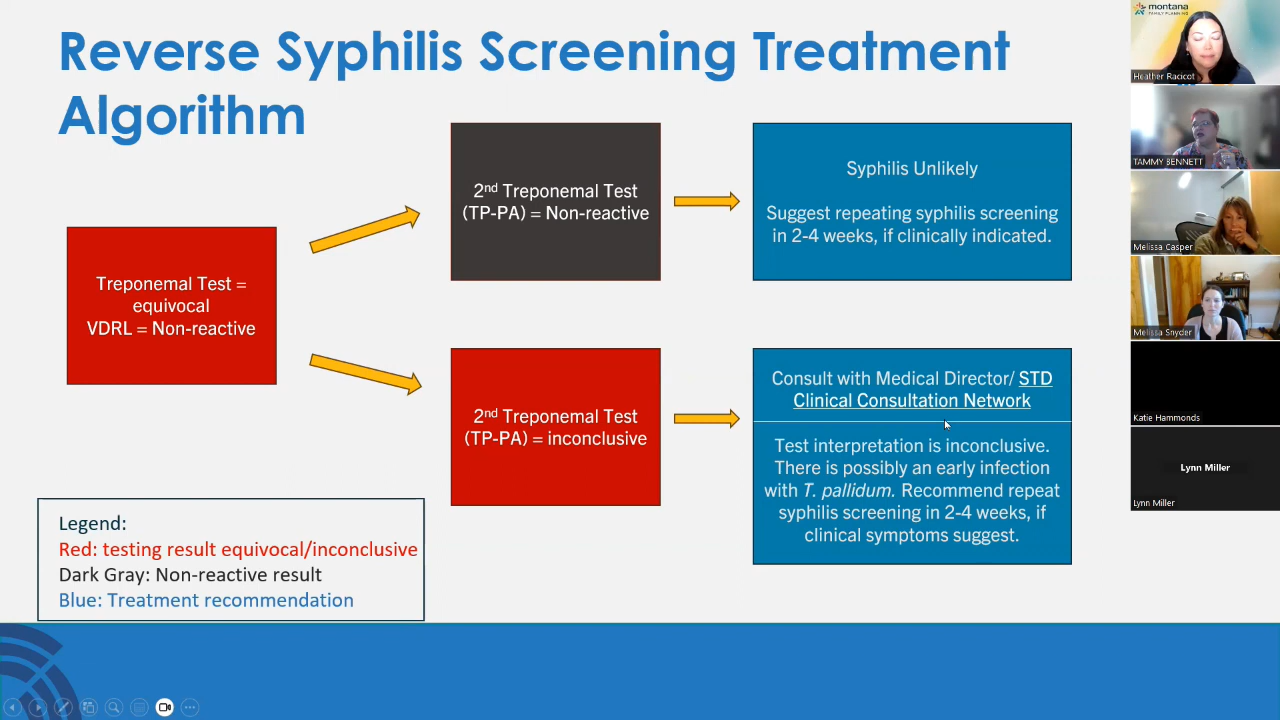 Reverse Syphilis Screening Treatment
Algorithm
Treponemal Test =
equivocal
VDRL = Non-reactive
2nd Treponemal Test
(TP-PA) = Non-reactive
Syphilis Unlikely
Suggest repeating syphilis screening
in 2-4 weeks, if clinically indicated.
2nd Treponemal Test
(TP-PA) = inconclusive
Consult with Medical Director/ STD
Clinical Consultation Network
Test interpretation is inconclusive.
There is possibly an early infection
with T. pallidum. Recommend repeat
syphilis screening in 2-4 weeks, if
clinical symptoms suggest.
Legend:
Red: testing result equivocal/inconclusive
Dark Gray: Non-reactive result
Blue: Treatment recommendation
montana
FAMILY PLANNING
Heather Racicot
TAMMY BENNETT
Melissa Casper
Melissa Snyder
Katie Hammonds
Lynn Miller
Lynn Miller